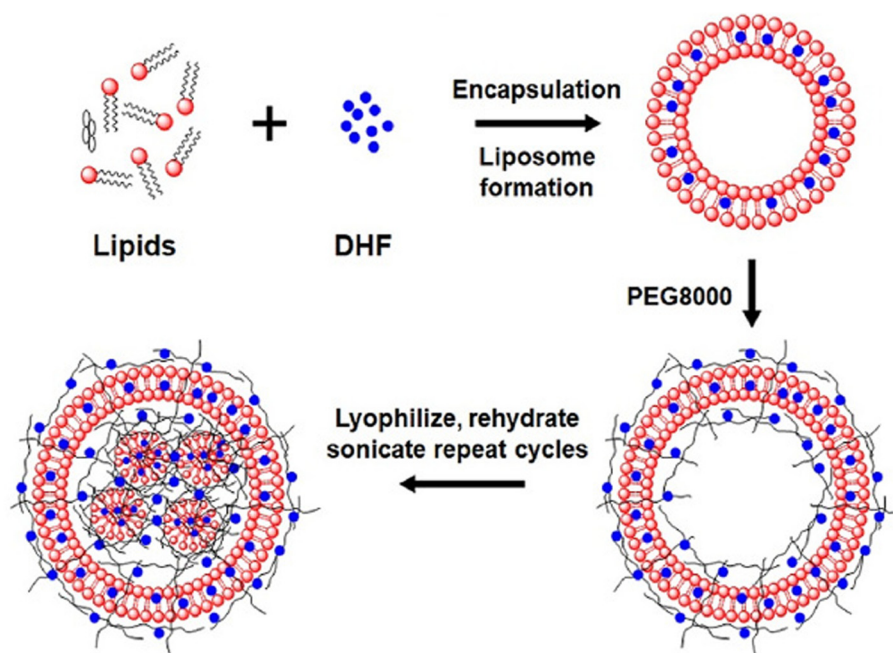 Encapsulation
Liposome
formation
Lipids
DHF
PEG8000
Lyophilize, rehydrate
sonicate repeat cycles